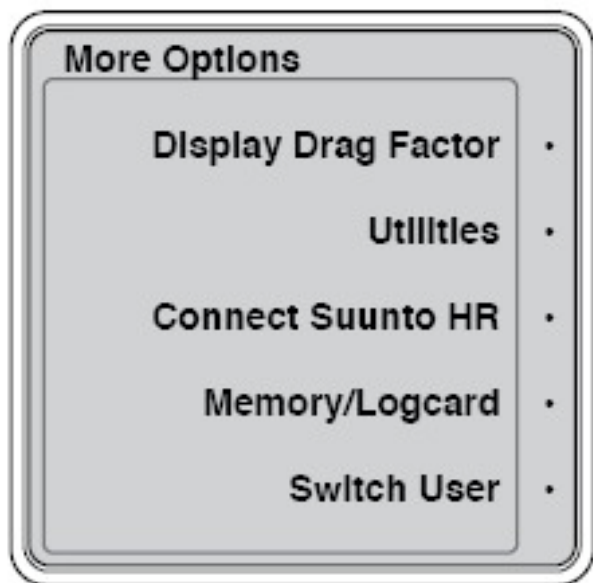 More Options
Display Drag Factor
Utilities
Connect Suunto HR
Memory/Logcard
Switch User